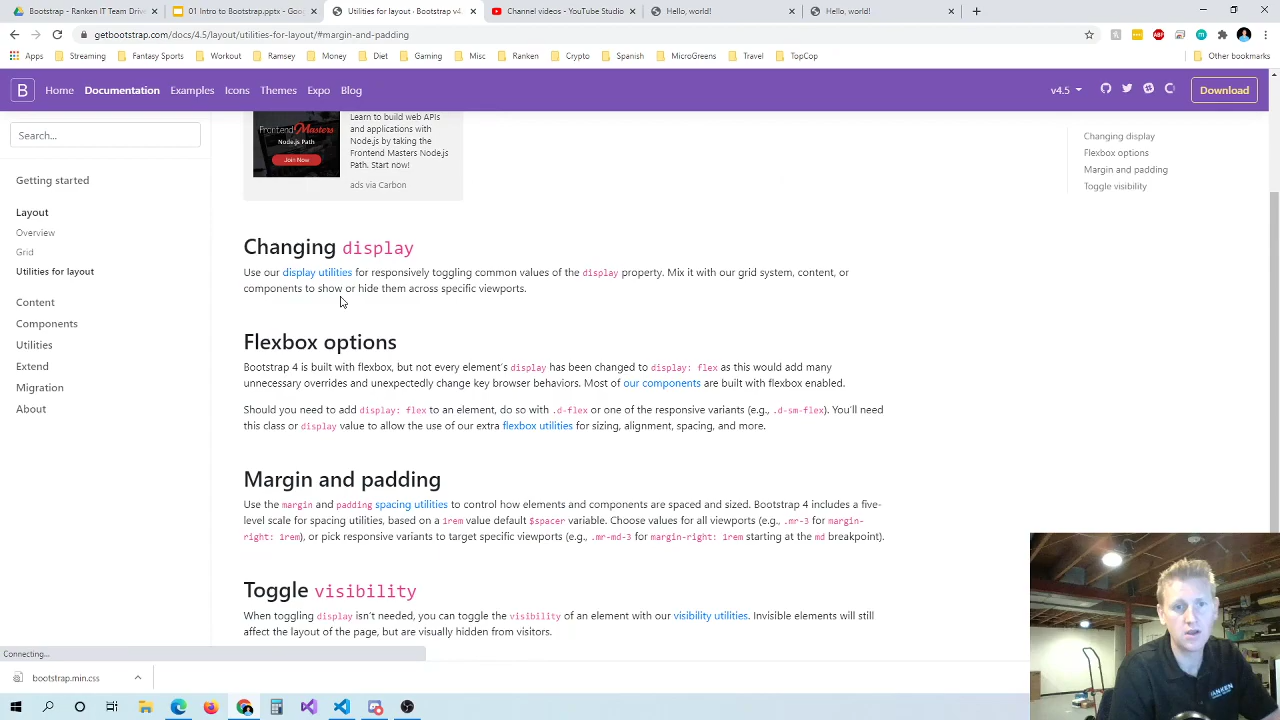 Bootstrap - Ranken IT Team Drive
01 Intro to Bootstrap.pptx - Goo
Utilities for layout · Bootstrap v4
Channel videos - YouTube Studio
Hello, world!
Hello, world!
getbootstrap.com/docs/4.5/layout/utilities-for-layout/#margin-and-padding
Apps
Streaming
Fantasy Sports
Workout
Ramsey
Money
Diet
Gaming
Misc
Ranken
Crypto
Spanish
MicroGreens
Travel
TopCop
Other bookmarks
B
Home
Documentation
Examples
Icons
Themes
Expo
Blog
v4.5
Download
Search...
Getting started
Layout
Overview
Grid
Utilities for layout
Content
Components
Utilities
Extend
Migration
About
Frontend Masters
Node.js Path
Join Now
Learn to build web APIs
and applications with
Node.js by taking the
Frontend Masters Node.js
Path. Start now!
ads via Carbon
Changing display
Use our display utilities for responsively toggling common values of the display property. Mix it with our grid system, content, or
components to show or hide them across specific viewports.
Flexbox options
Bootstrap 4 is built with flexbox, but not every element's display has been changed to display: flex as this would add many
unnecessary overrides and unexpectedly change key browser behaviors. Most of our components are built with flexbox enabled.
Should you need to add display: flex to an element, do so with .d-flex or one of the responsive variants (e.g., .d-sm-flex). You'll need
this class or display value to allow the use of our extra flexbox utilities for sizing, alignment, spacing, and more.
Margin and padding
Use the margin and padding spacing utilities to control how elements and components are spaced and sized. Bootstrap 4 includes a five-
level scale for spacing utilities, based on a 1rem value default $spacer variable. Choose values for all viewports (e.g., .mr-3 for margin-
right: 1rem), or pick responsive variants to target specific viewports (e.g., .mr-md-3 for margin-right: 1rem starting at the md breakpoint).
Toggle visibility
When toggling display isn't needed, you can toggle the visibility of an element with our visibility utilities. Invisible elements will still
affect the layout of the page, but are visually hidden from visitors.
Changing display
Flexbox options
Margin and padding
Toggle visibility
Connecting...
bootstrap.min.css
RANKEN